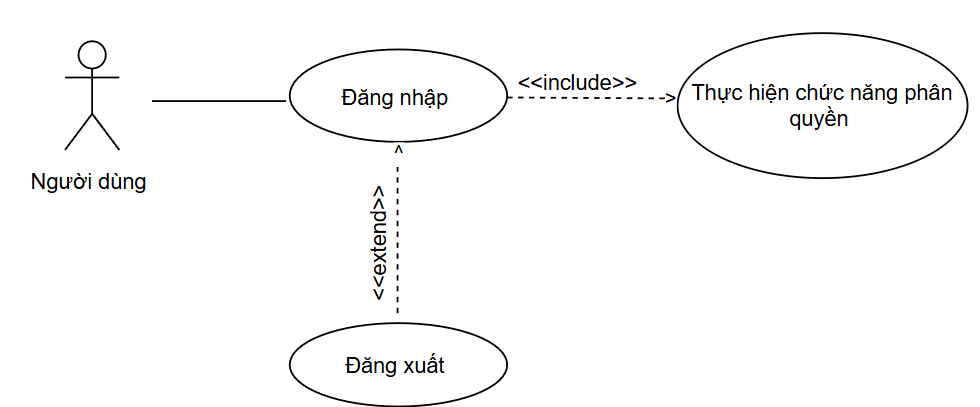 Đăng nhập
<<include>>
Thực hiện chức năng phân
quyền
Người dùng
<<extend>>
Đăng xuất